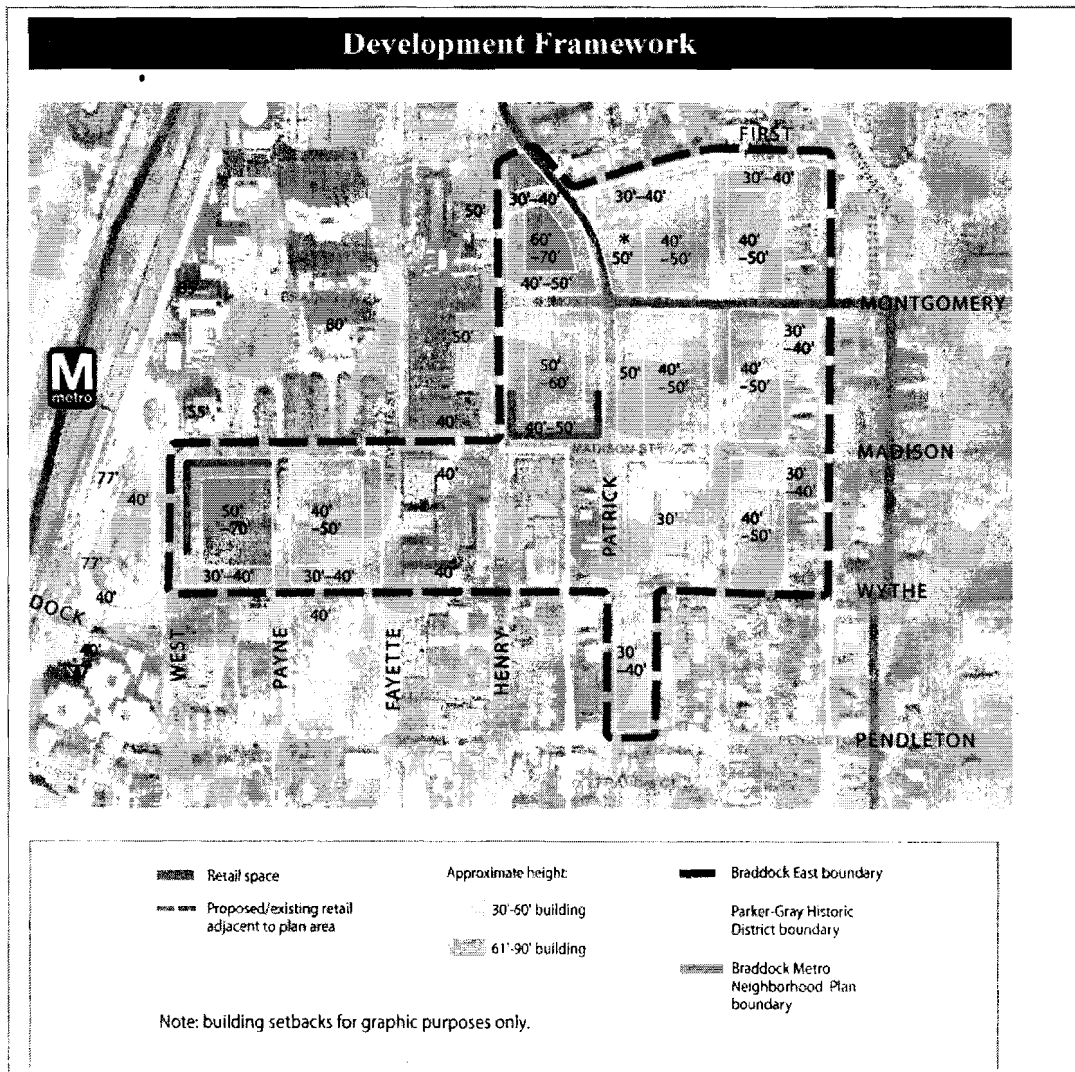 Development Framework
FIRST
30'-40'
30'-40'
30'-40'
50'
60'
-70'
*
50'
40'
-50'
40'
-50'
40'-50'
MONTGOMERY
80'
50'
30'
-40'
50'
-60'
50'
40'
-50'
40'
-50'
M
metro
55'
40'
40'-50'
MADISON ST
MADISON
77'
40'
40'
30'
-40'
50'
-70'
40'
-50'
PATRICK
30'
40'
-50'
77'
30'-40'
30'-40'
40'
40'
40'
WYTHE
DOCK
40'
WEST
PAYNE
FAYETTE
HENRY
30'
-40'
PENDLETON
Retail space
Proposed/existing retail
adjacent to plan area
Approximate height:
30'-60' building
61'-90' building
Braddock East boundary
Parker-Gray Historic
District boundary
Braddock Metro
Neighborhood Plan
boundary
Note: building setbacks for graphic purposes only.